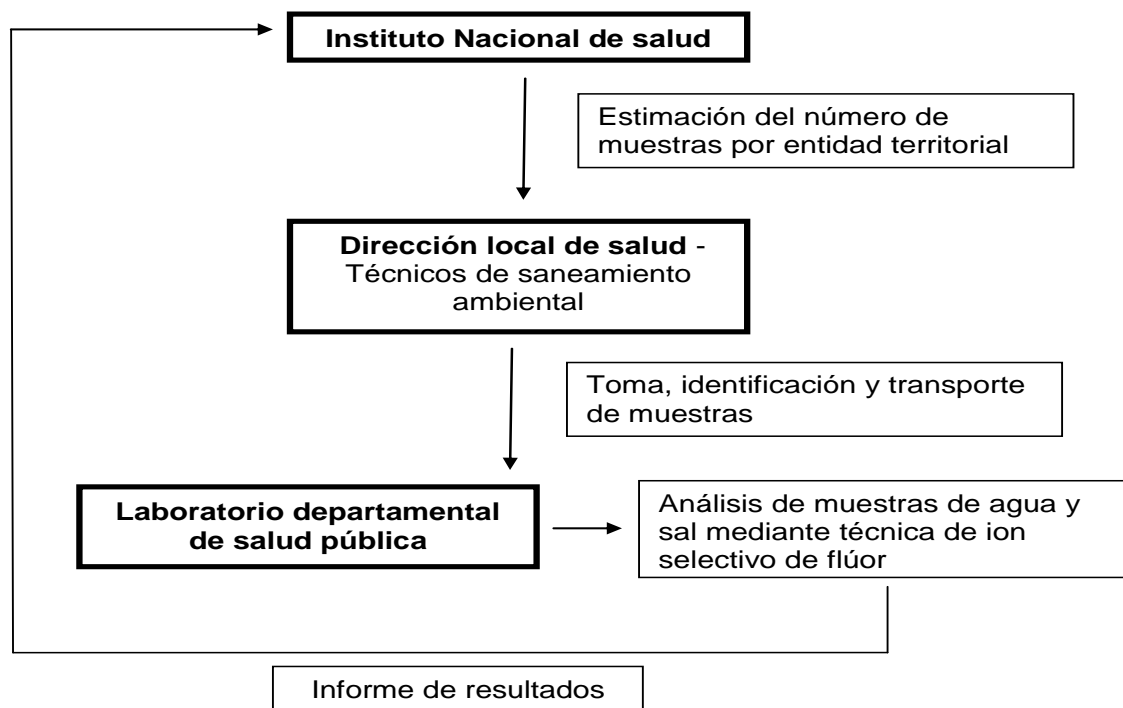 Instituto Nacional de salud
Estimación del número de
muestras por entidad territorial
Dirección local de salud -
Técnicos de saneamiento
ambiental
Toma, identificación y transporte
de muestras
Laboratorio departamental
de salud pública
Análisis de muestras de agua y
sal mediante técnica de ion
selectivo de flúor
Informe de resultados